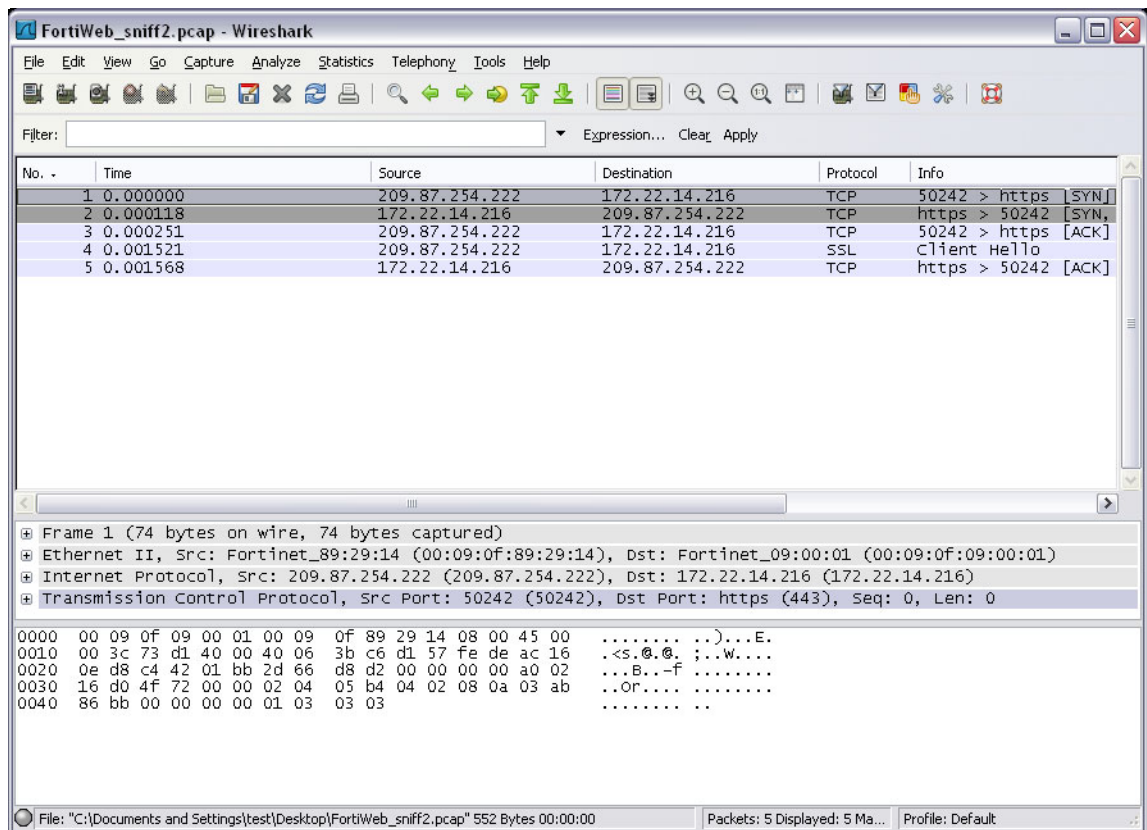 FortiWeb_sniff2.pcap - Wireshark
File Edit View Go Capture Analyze Statistics Telephony Tools Help
Filter: Expression... Clear Apply
No. Time Source Destination Protocol Info
1 0.000000 209.87.254.222 172.22.14.216 TCP 50242 > https [SYN]
2 0.000118 172.22.14.216 209.87.254.222 TCP https > 50242 [SYN,
3 0.000251 209.87.254.222 172.22.14.216 TCP 50242 > https [ACK]
4 0.001521 209.87.254.222 172.22.14.216 SSL Client Hello
5 0.001568 172.22.14.216 209.87.254.222 TCP https > 50242 [ACK]
Frame 1 (74 bytes on wire, 74 bytes captured)
Ethernet II, Src: Fortinet_89:29:14 (00:09:0f:89:29:14), Dst: Fortinet_09:00:01 (00:09:0f:09:00:01)
Internet Protocol, Src: 209.87.254.222 (209.87.254.222), Dst: 172.22.14.216 (172.22.14.216)
Transmission Control Protocol, Src Port: 50242 (50242), Dst Port: https (443), Seq: 0, Len: 0
0000 00 09 0f 09 00 01 00 09 0f 89 29 14 08 00 45 00 ........ ..)...E.
0010 00 3c 73 d1 40 00 40 06 3b c6 d1 57 fe de ac 16 .<s.@.@. ;..W....
0020 0e d8 c4 42 01 bb 2d 66 d8 d2 00 00 00 00 a0 02 ...B..-f ........
0030 16 d0 4f 72 00 00 02 04 05 b4 04 02 08 0a 03 ab ..Or.... ........
0040 86 bb 00 00 00 00 01 03 03 03 ........ ..
File: "C:\Documents and Settings\test\Desktop\FortiWeb_sniff2.pcap" 552 Bytes 00:00:00 Packets: 5 Displayed: 5 Ma... Profile: Default